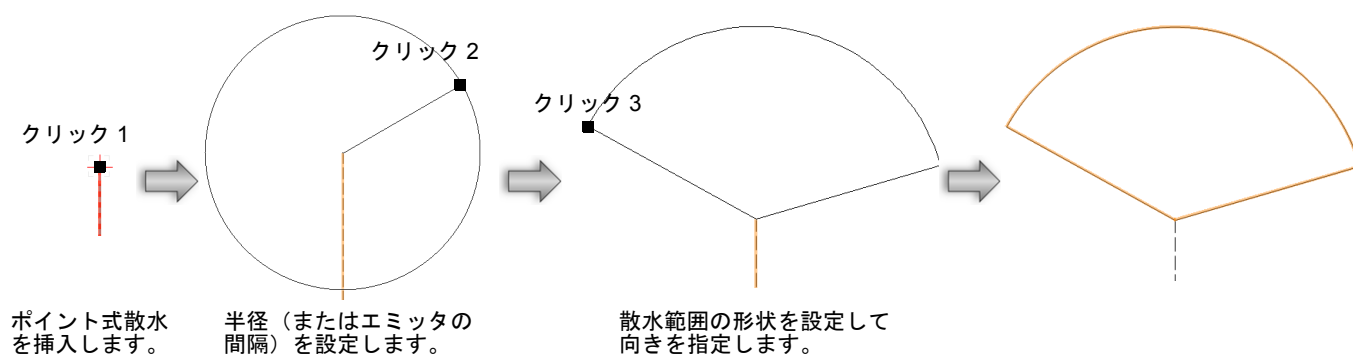 クリック 1
クリック 2
クリック 3
ポイント式散水
を挿入します。
半径（またはエミッタの
間隔）を設定します。
散水範囲の形状を設定して
向きを指定します。